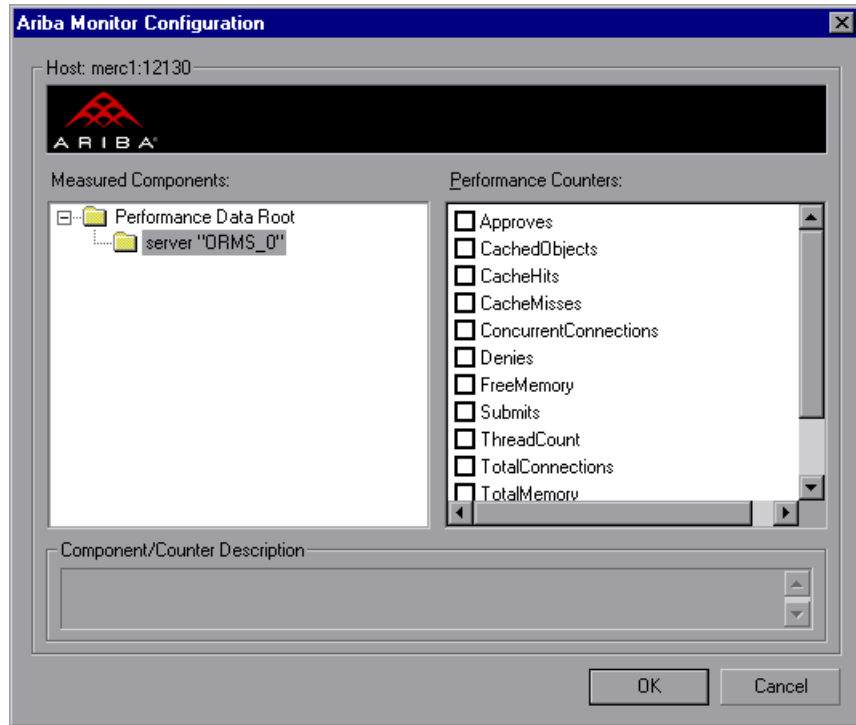 Ariba Monitor Configuration
Host: merc1:12130
ARIBA®
Measured Components:
Performance Data Root
server "ORMS_0"
Performance Counters:
Approves
CachedObjects
CacheHits
CacheMisses
ConcurrentConnections
Denies
FreeMemory
Submits
ThreadCount
TotalConnections
TotalMemory
Component/Counter Description
OK
Cancel